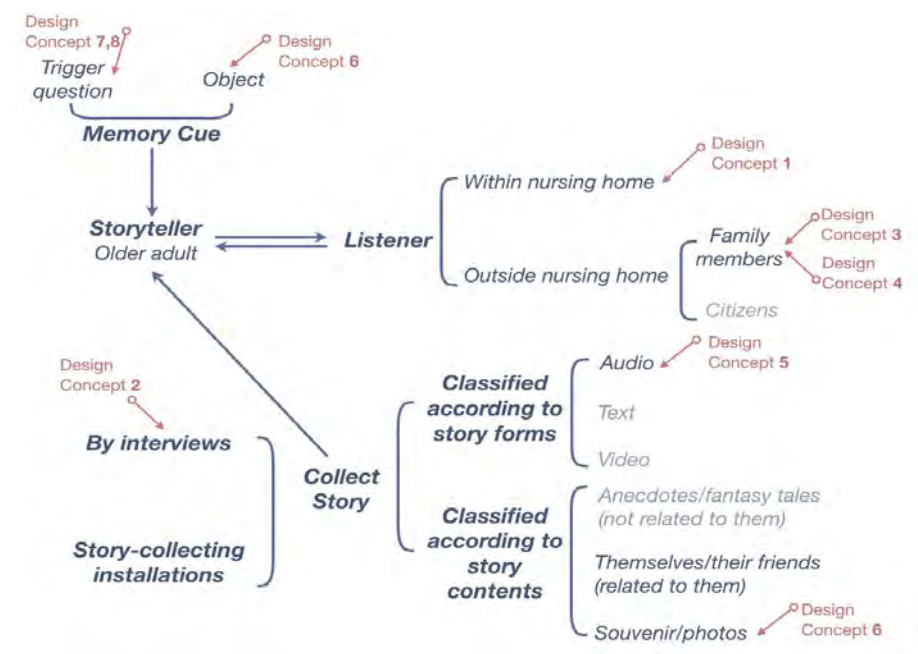 Design
Concept 7,8
Trigger
question
Object
Design
Concept 6
Memory Cue
Storyteller
Older adult
Listener
Within nursing home
Design
Concept 1
Outside nursing home
Family
members
Design
Concept 3
Design
Concept 4
Citizens
Design
Concept 2
By interviews
Story-collecting
installations
Collect
Story
Classified
according to
story forms
Audio
Design
Concept 5
Text
Video
Classified
according to
story
contents
Anecdotes/fantasy tales
(not related to them)
Themselves/their friends
(related to them)
Souvenir/photos
Design
Concept 6